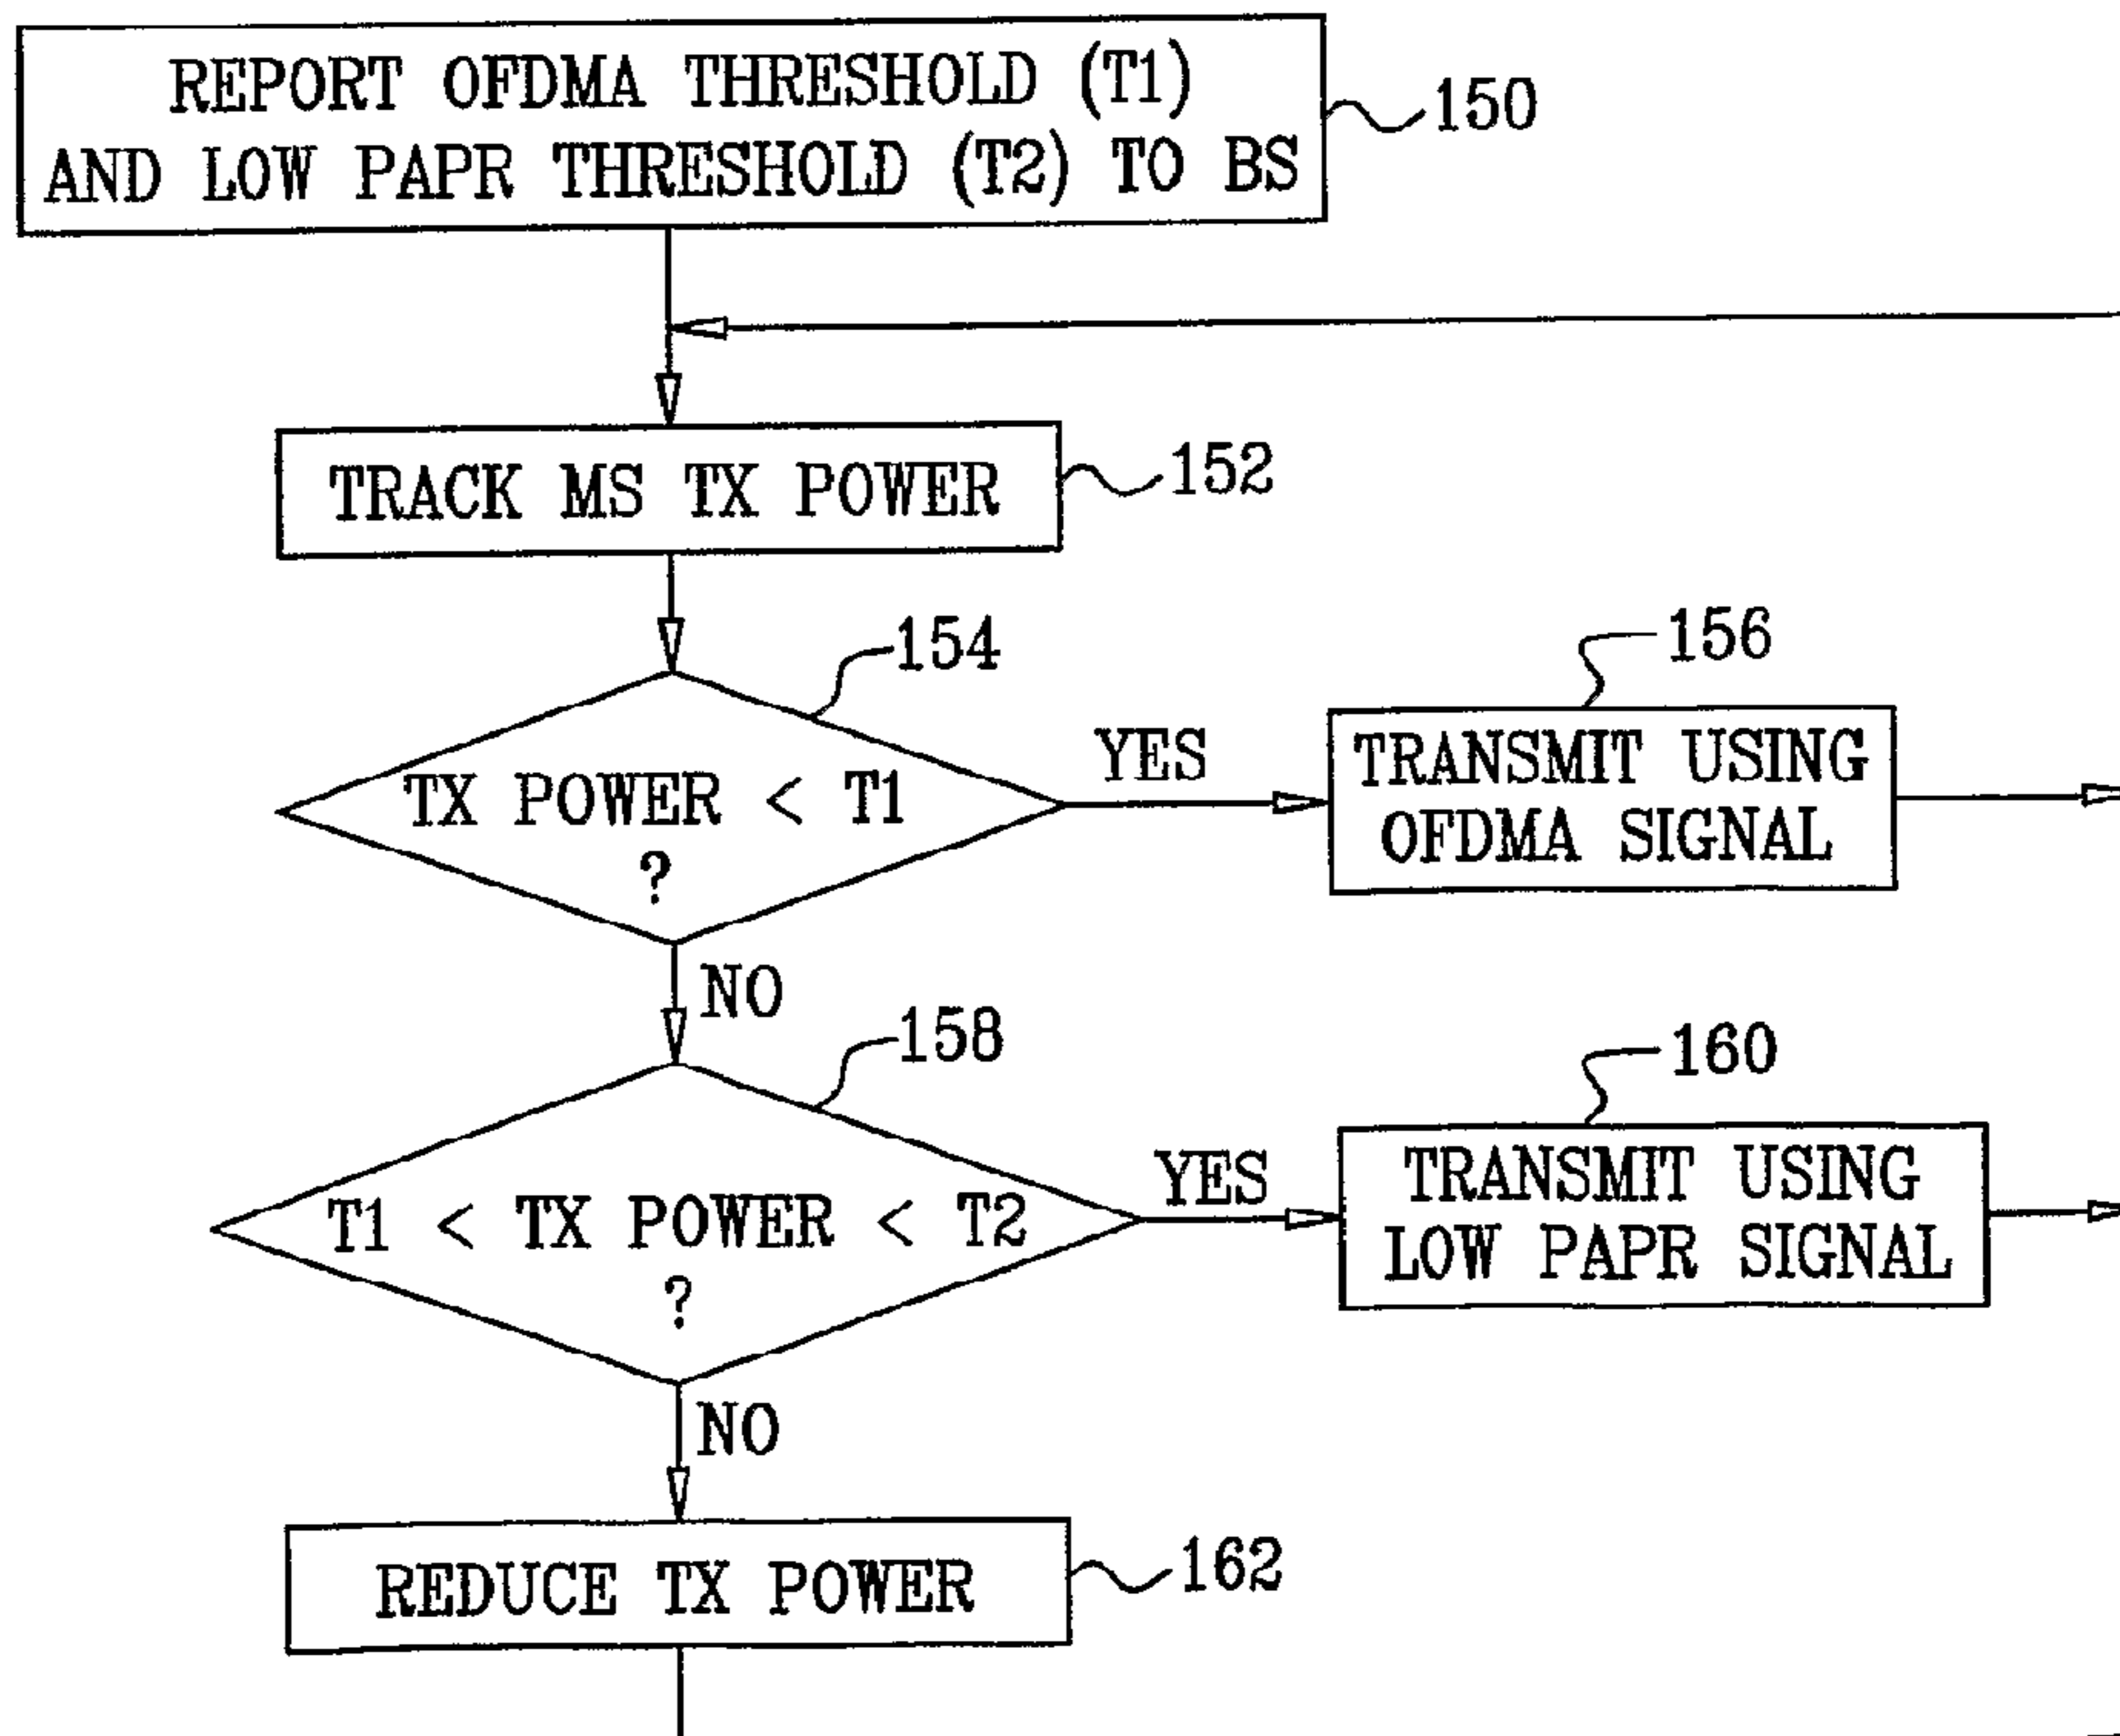 REPORT OFDMA THRESHOLD (T1)
AND LOW PAPR THRESHOLD (T2) TO BS
150
TRACK MS TX POWER
152
154
TX POWER < T1
?
YES
156
TRANSMIT USING
OFDMA SIGNAL
NO
158
T1 < TX POWER < T2
?
YES
160
TRANSMIT USING
LOW PAPR SIGNAL
NO
REDUCE TX POWER
162